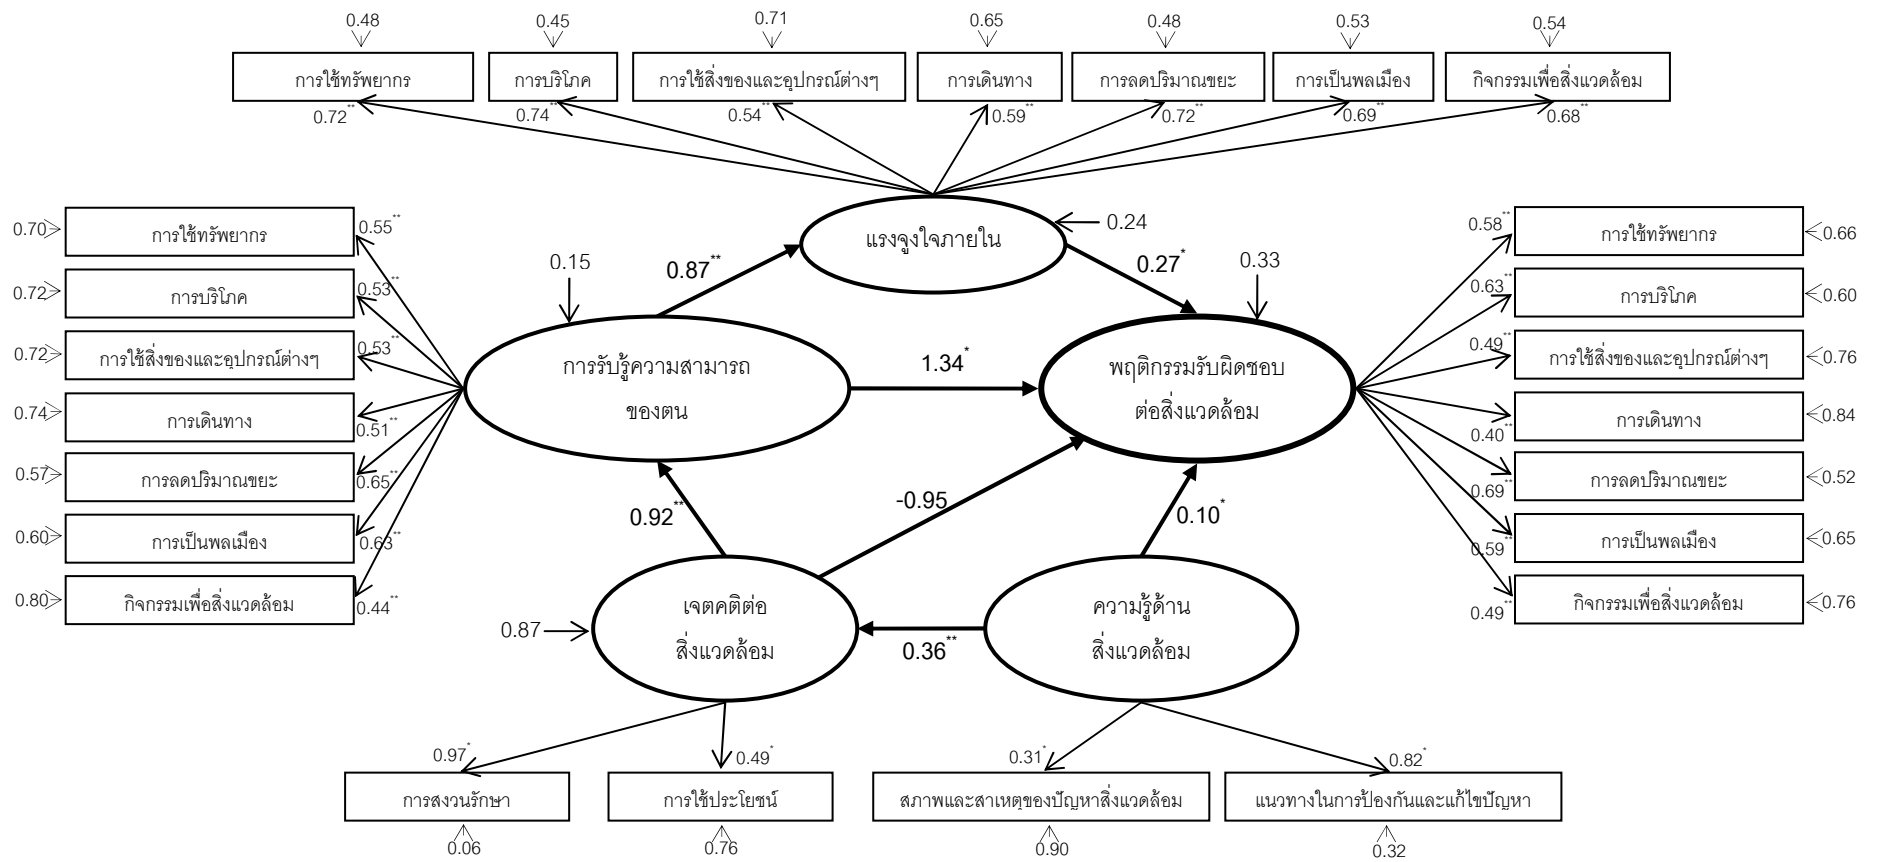 0.48 0.45 0.71 0.65 0.48 0.53 0.54
การใช้ทรัพยากร การบริโภค การใช้สิ่งของและอุปกรณ์ต่างๆ การเดินทาง การลดปริมาณขยะ การเป็นพลเมือง กิจกรรมเพื่อสิ่งแวดล้อม
0.72** 0.74** 0.54** 0.59** 0.72** 0.69** 0.68**
แรงจูงใจภายใน
0.24
0.70 การใช้ทรัพยากร 0.55**
0.72 การบริโภค 0.53**
0.72 การใช้สิ่งของและอุปกรณ์ต่างๆ 0.53**
0.74 การเดินทาง 0.51**
0.57 การลดปริมาณขยะ 0.65**
0.60 การเป็นพลเมือง 0.63**
0.80 กิจกรรมเพื่อสิ่งแวดล้อม 0.44**
0.15
0.87**
0.27*
0.33
การรับรู้ความสามารถ
ของตน
1.34*
พฤติกรรมรับผิดชอบ
ต่อสิ่งแวดล้อม
0.58** การใช้ทรัพยากร 0.66
0.63** การบริโภค 0.60
0.49** การใช้สิ่งของและอุปกรณ์ต่างๆ 0.76
0.40** การเดินทาง 0.84
0.69** การลดปริมาณขยะ 0.52
0.59** การเป็นพลเมือง 0.65
0.49** กิจกรรมเพื่อสิ่งแวดล้อม 0.76
0.92**
-0.95
0.10*
0.87
เจตคติต่อ
สิ่งแวดล้อม
0.36**
ความรู้ด้าน
สิ่งแวดล้อม
0.97* 0.49* 0.31* 0.82*
การสงวนรักษา การใช้ประโยชน์ สภาพและสาเหตุของปัญหาสิ่งแวดล้อม แนวทางในการป้องกันและแก้ไขปัญหา
0.06 0.76 0.90 0.32